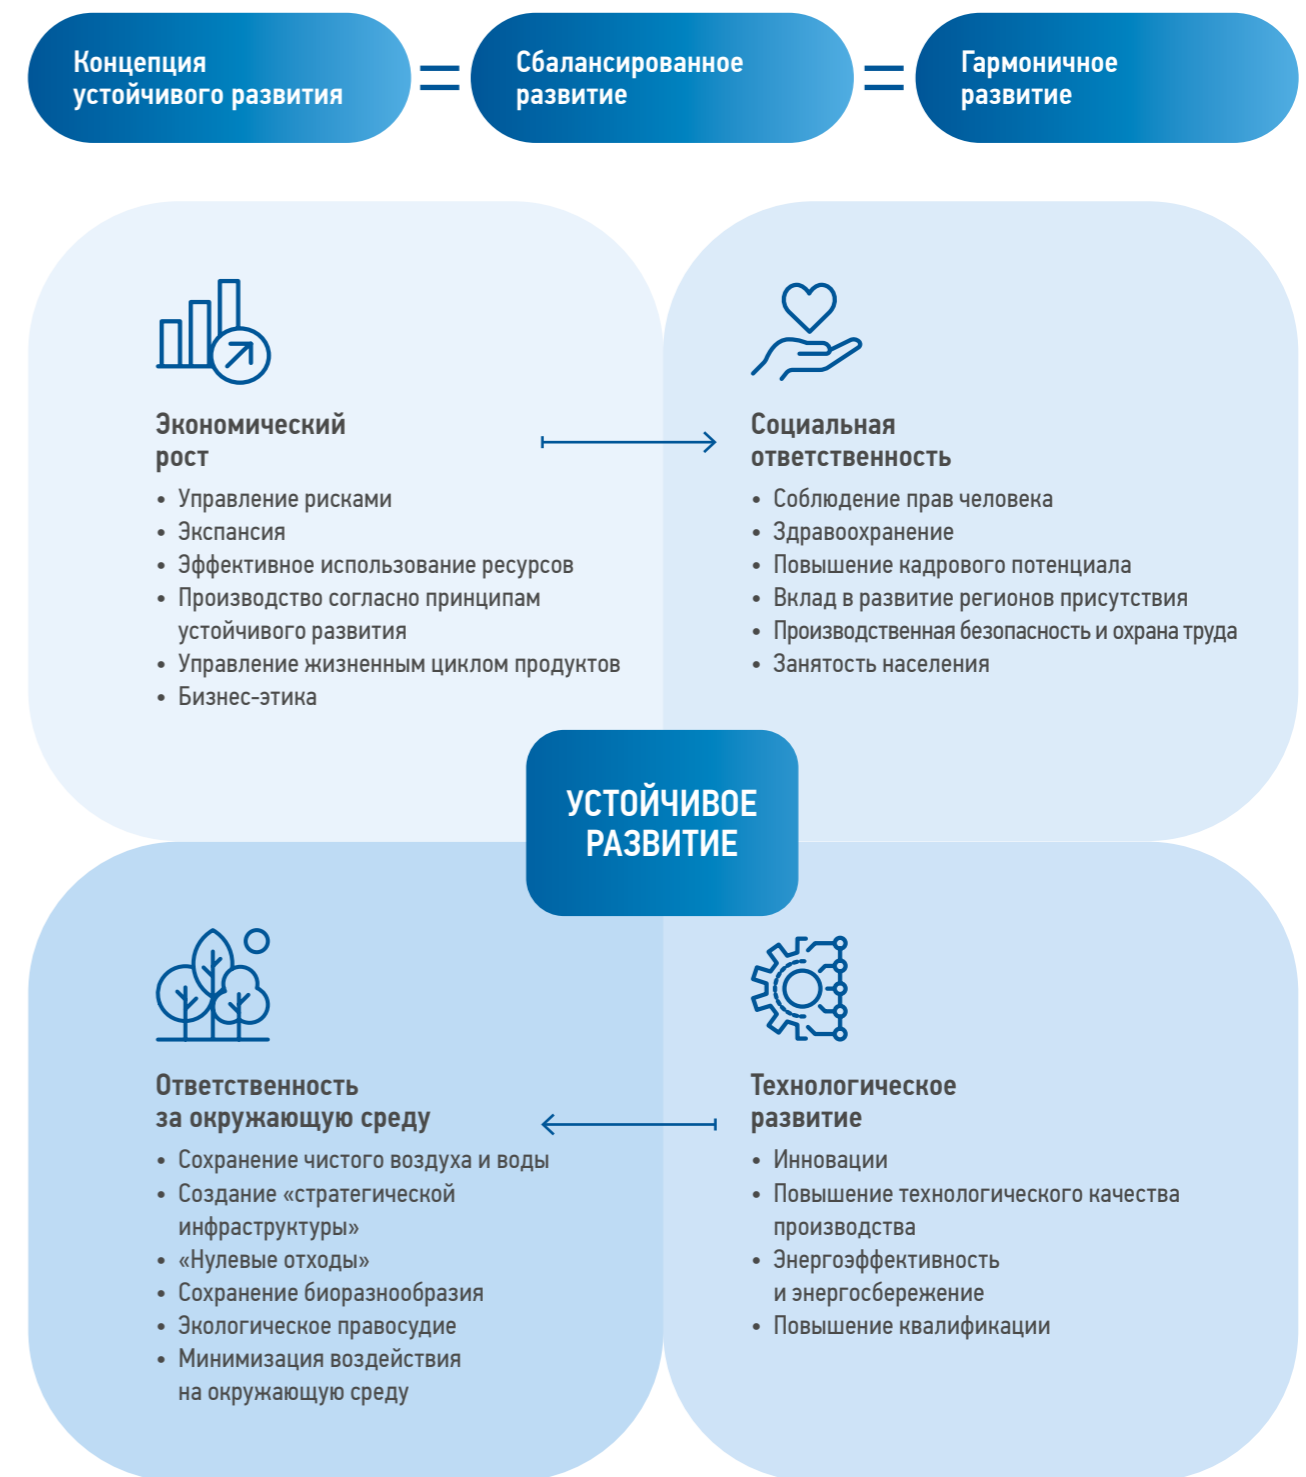 Концепция
устойчивого развития
=
Сбалансированное
развитие
=
Гармоничное
развитие
Экономический
рост
• Управление рисками
• Экспансия
• Эффективное использование ресурсов
• Производство согласно принципам
устойчивого развития
• Управление жизненным циклом продуктов
• Бизнес-этика
Социальная
ответственность
• Соблюдение прав человека
• Здравоохранение
• Повышение кадрового потенциала
• Вклад в развитие регионов присутствия
• Производственная безопасность и охрана труда
• Занятость населения
УСТОЙЧИВОЕ
РАЗВИТИЕ
Ответственность
за окружающую среду
• Сохранение чистого воздуха и воды
• Создание «стратегической
инфраструктуры»
• «Нулевые отходы»
• Сохранение биоразнообразия
• Экологическое правосудие
• Минимизация воздействия
на окружающую среду
Технологическое
развитие
• Инновации
• Повышение технологического качества
производства
• Энергоэффективность
и энергосбережение
• Повышение квалификации